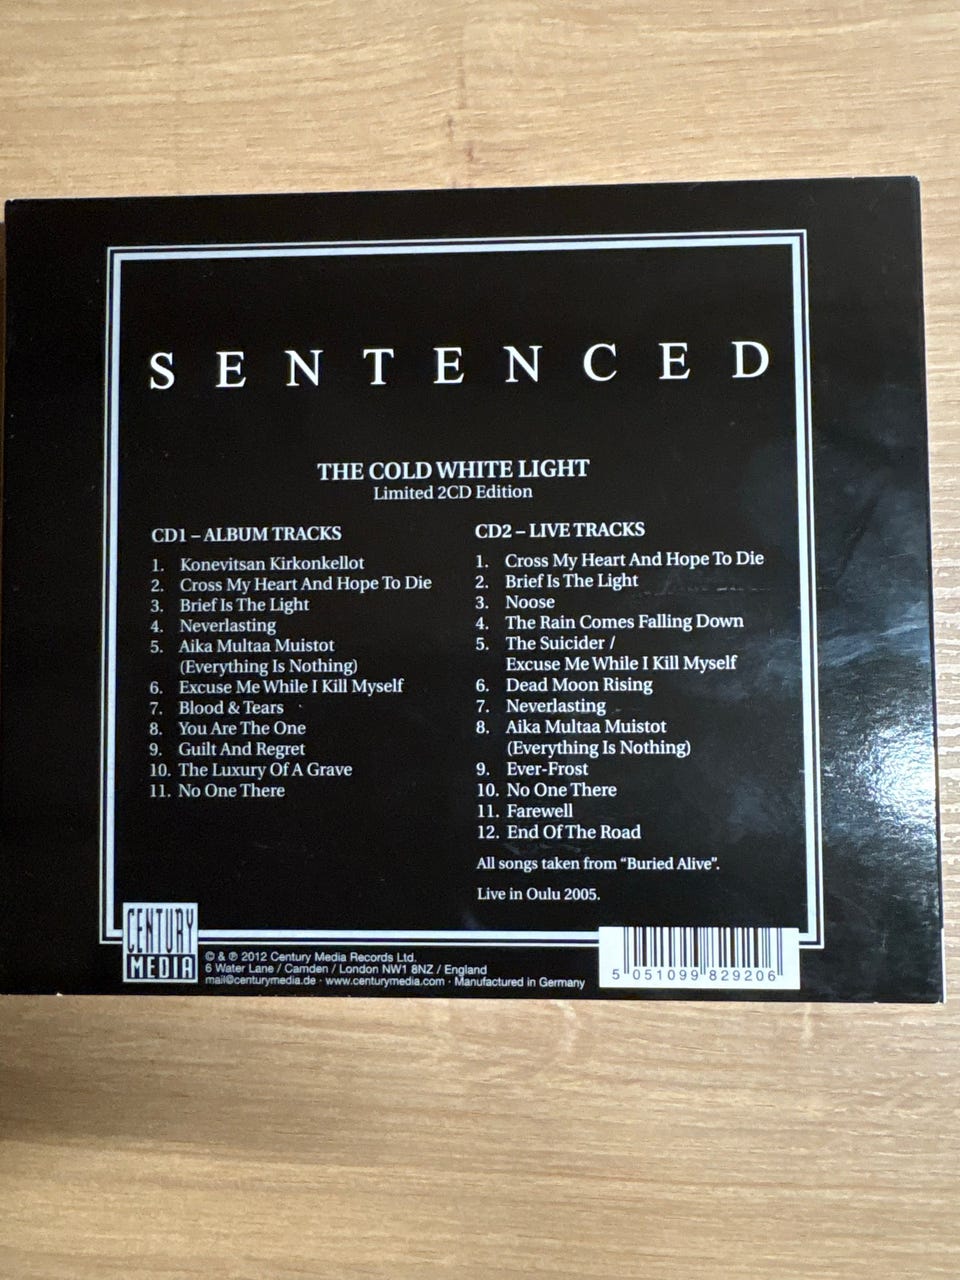 SENTENCED
THE COLD WHITE LIGHT
Limited 2CD Edition
CD1 – ALBUM TRACKS
1. Konevitsan Kirkonkellot
2. Cross My Heart And Hope To Die
3. Brief Is The Light
4. Neverlasting
5. Aika Multaa Muistot
(Everything Is Nothing)
6. Excuse Me While I Kill Myself
7. Blood & Tears
8. You Are The One
9. Guilt And Regret
10. The Luxury Of A Grave
11. No One There
CD2 – LIVE TRACKS
1. Cross My Heart And Hope To Die
2. Brief Is The Light
3. Noose
4. The Rain Comes Falling Down
5. The Suicider /
Excuse Me While I Kill Myself
6. Dead Moon Rising
7. Neverlasting
8. Aika Multaa Muistot
(Everything Is Nothing)
9. Ever-Frost
10. No One There
11. Farewell
12. End Of The Road
All songs taken from “Buried Alive”.
Live in Oulu 2005.
CENTURY
MEDIA
© & ℗ 2012 Century Media Records Ltd.
6 Water Lane / Camden / London NW1 8NZ / England
mail@centurymedia.de · www.centurymedia.com · Manufactured in Germany
5 051099 829206